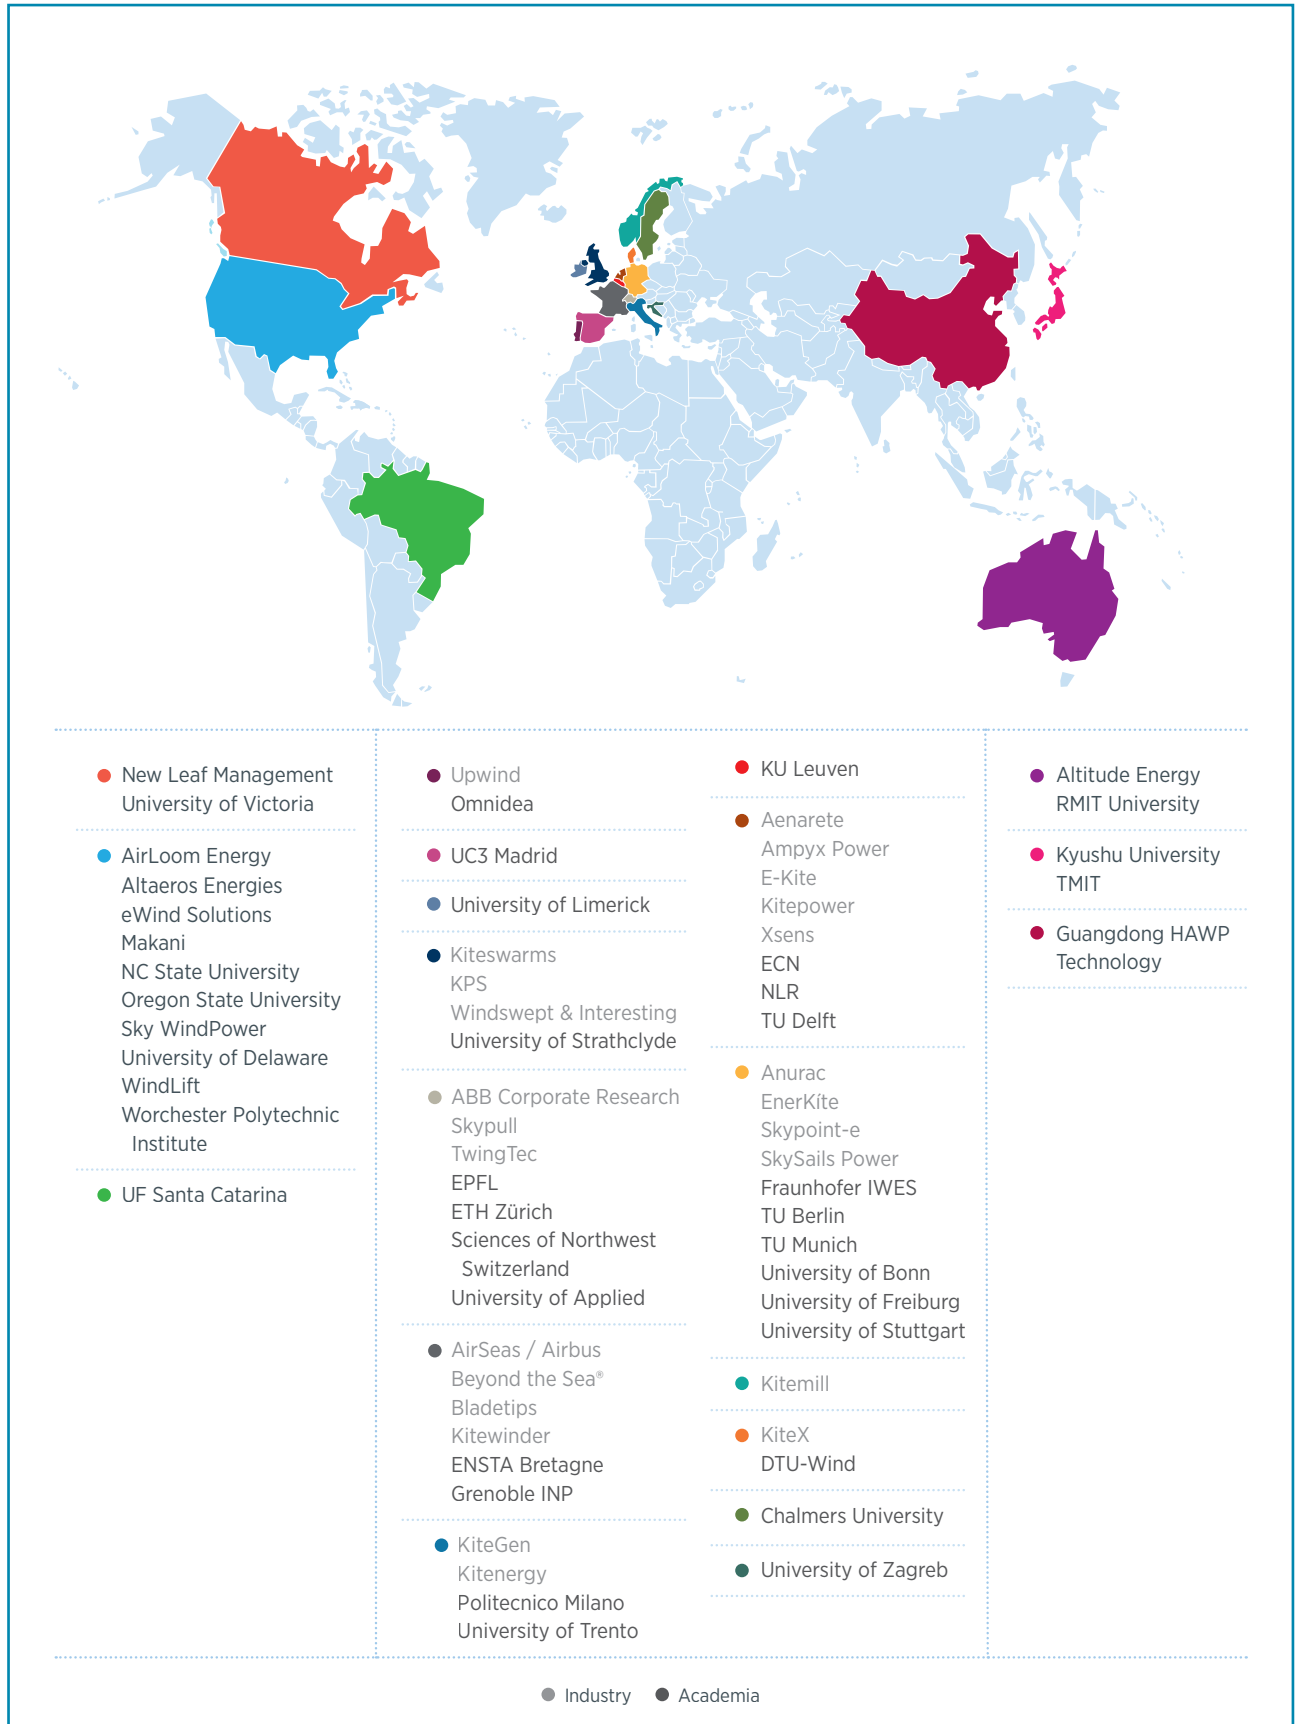 New Leaf Management
University of Victoria
AirLoom Energy
Altaeros Energies
eWind Solutions
Makani
NC State University
Oregon State University
Sky WindPower
University of Delaware
WindLift
Worchester Polytechnic
Institute
UF Santa Catarina
Upwind
Omnidea
UC3 Madrid
University of Limerick
Kiteswarms
KPS
Windswept & Interesting
University of Strathclyde
ABB Corporate Research
Skypull
TwingTec
EPFL
ETH Zürich
Sciences of Northwest
Switzerland
University of Applied
AirSeas / Airbus
Beyond the Sea®
Bladetips
Kitewinder
ENSTA Bretagne
Grenoble INP
KiteGen
Kitenergy
Politecnico Milano
University of Trento
KU Leuven
Aenarete
Ampyx Power
E-Kite
Kitepower
Xsens
ECN
NLR
TU Delft
Anurac
EnerKíte
Skypoint-e
SkySails Power
Fraunhofer IWES
TU Berlin
TU Munich
University of Bonn
University of Freiburg
University of Stuttgart
Kitemill
KiteX
DTU-Wind
Chalmers University
University of Zagreb
Altitude Energy
RMIT University
Kyushu University
TMIT
Guangdong HAWP
Technology
Industry Academia